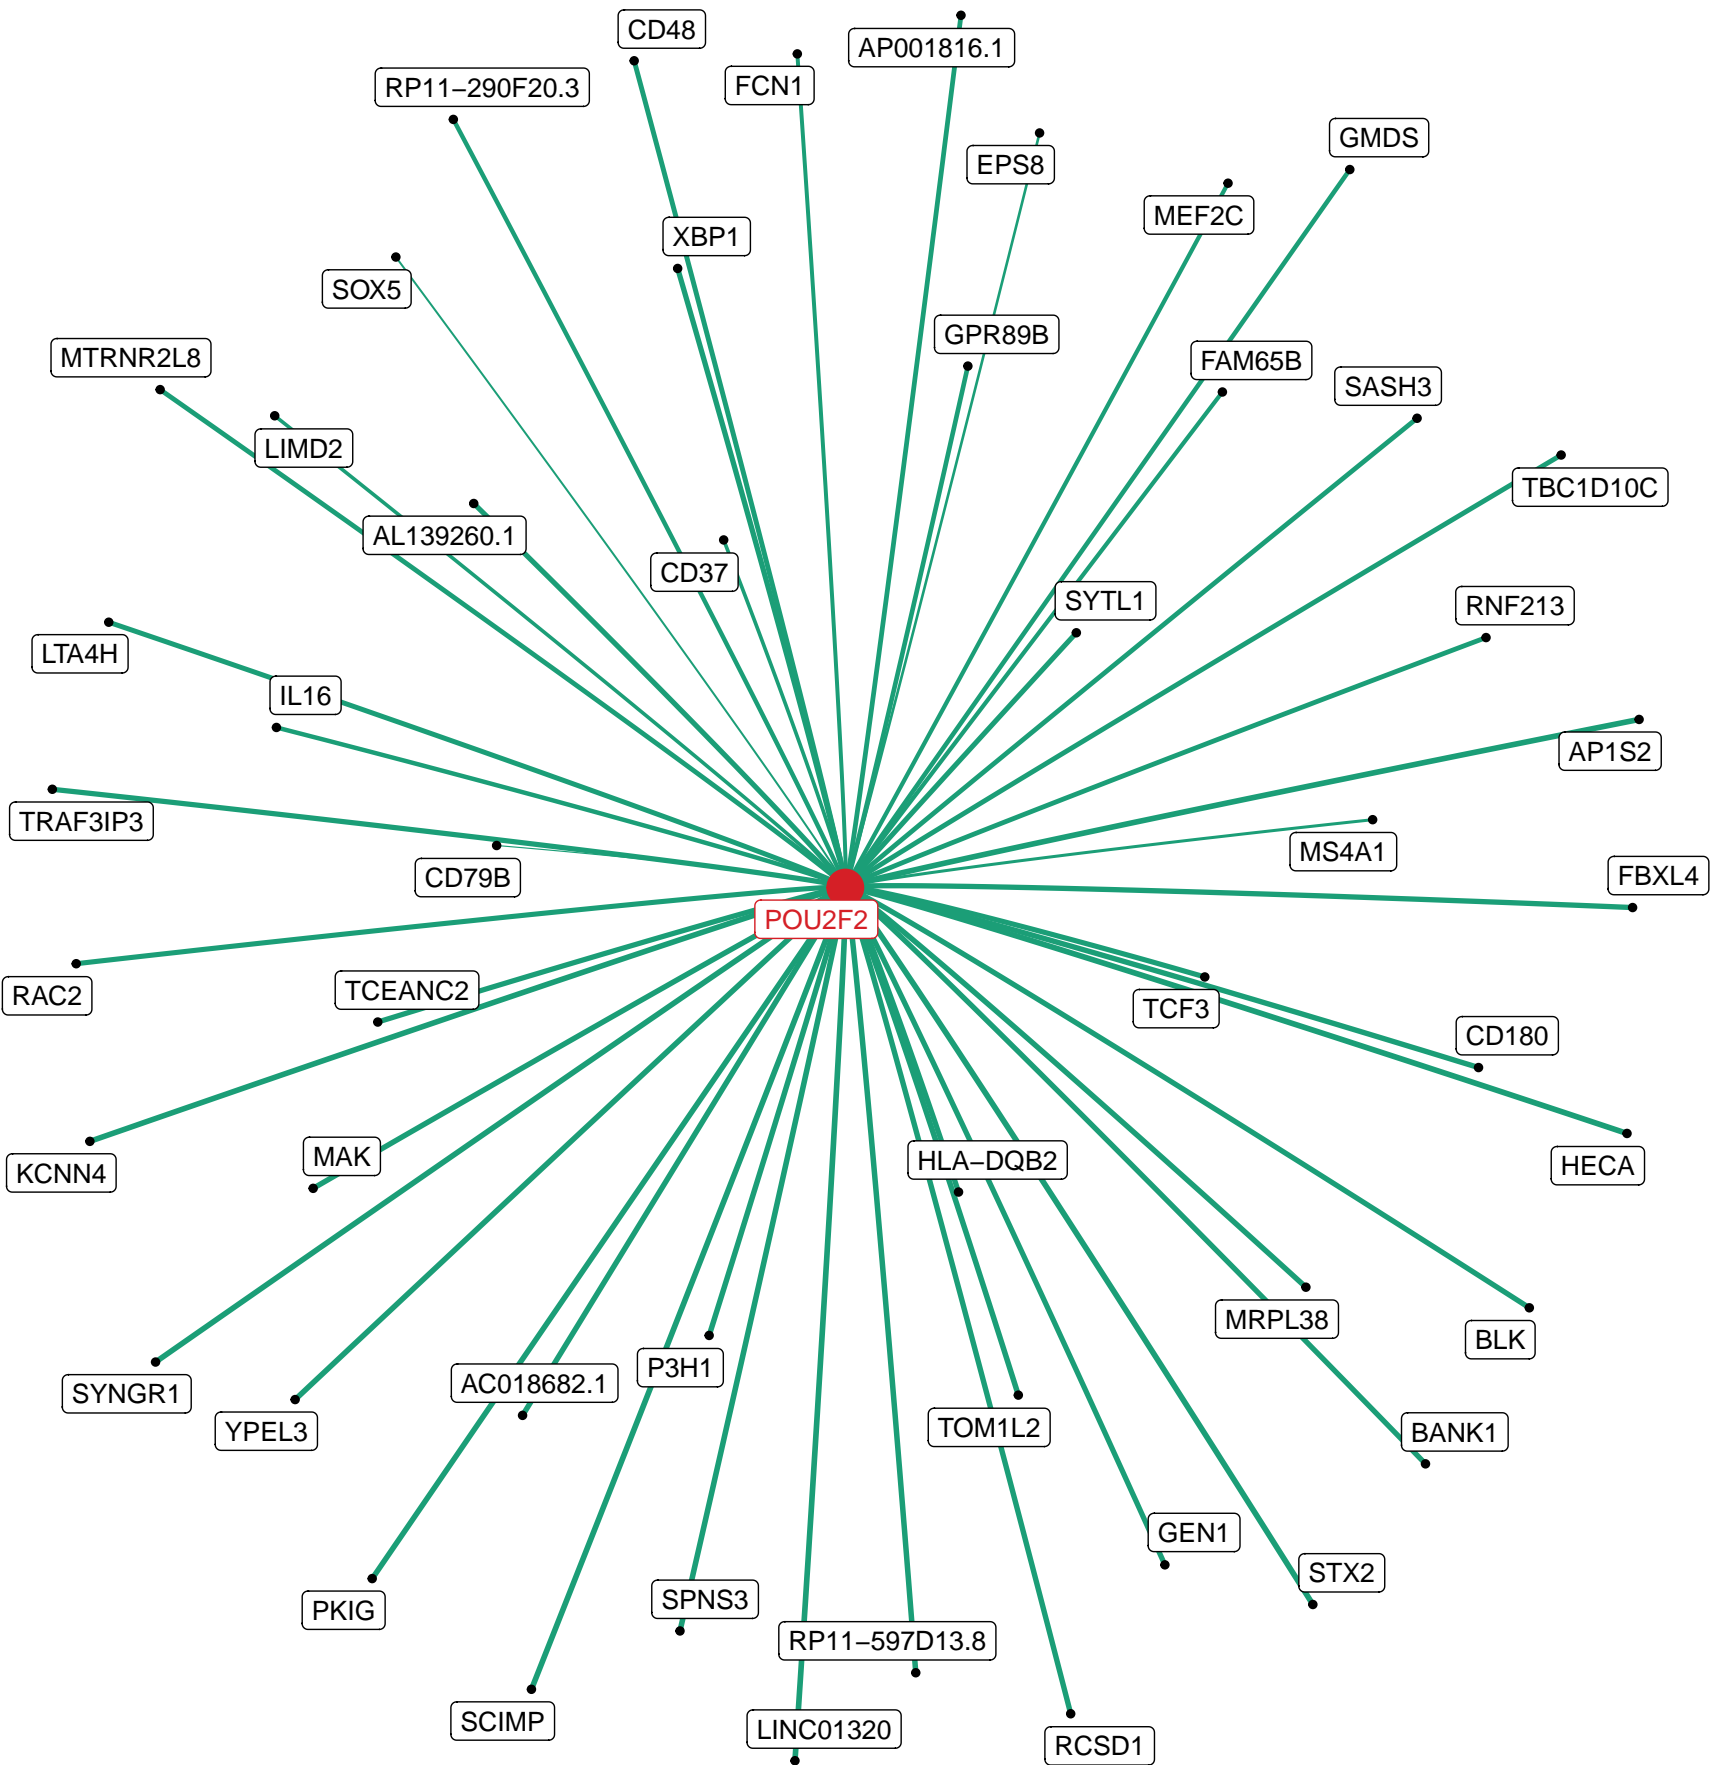 CD48
AP001816.1
RP11−290F20.3
FCN1
GMDS
EPS8
MEF2C
XBP1
SOX5
GPR89B
MTRNR2L8
FAM65B
SASH3
LIMD2
TBC1D10C
AL139260.1
CD37
SYTL1
RNF213
LTA4H
IL16
AP1S2
TRAF3IP3
MS4A1
CD79B
FBXL4
POU2F2
TCEANC2
RAC2
TCF3
CD180
MAK
HLA−DQB2
HECA
KCNN4
MRPL38
BLK
P3H1
AC018682.1
SYNGR1
TOM1L2
YPEL3
BANK1
GEN1
STX2
SPNS3
PKIG
RP11−597D13.8
SCIMP
LINC01320
RCSD1